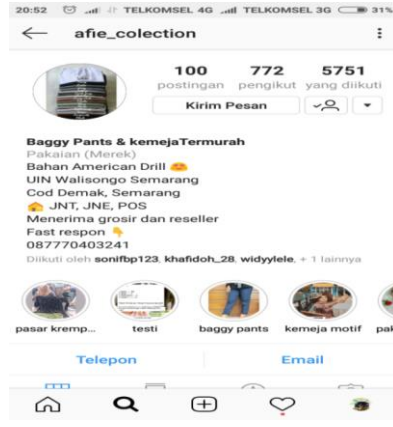 20:52 TELKOMSEL 4G TELKOMSEL 3G 31%
afie_colection
100 772 5751
postingan pengikut yang diikuti
Kirim Pesan
Baggy Pants & kemejaTermurah
Pakaian (Merek)
Bahan American Drill
UIN Walisongo Semarang
Cod Demak, Semarang
JNT, JNE, POS
Menerima grosir dan reseller
Fast respon
087770403241
Diikuti oleh sonifbp123, khafidoh_28, widyylele, + 1 lainnya
pasar kremp... testi baggy pants kemeja motif pak
Telepon Email